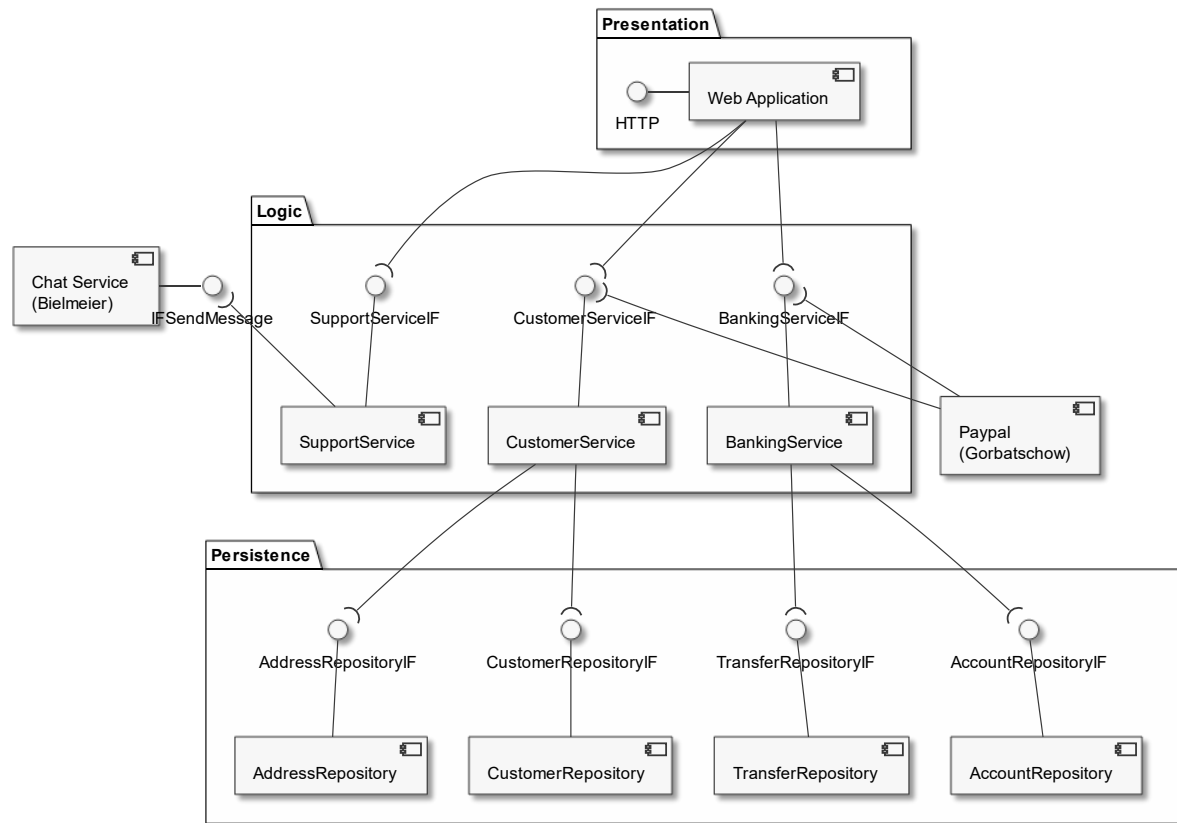 Presentation
Web Application
HTTP
Logic
Chat Service
(Bielmeier)
IFSendMessage
SupportServiceIF
CustomerServiceIF
BankingServiceIF
SupportService
CustomerService
BankingService
Paypal
(Gorbatschow)
Persistence
AddressRepositoryIF
CustomerRepositoryIF
TransferRepositoryIF
AccountRepositoryIF
AddressRepository
CustomerRepository
TransferRepository
AccountRepository